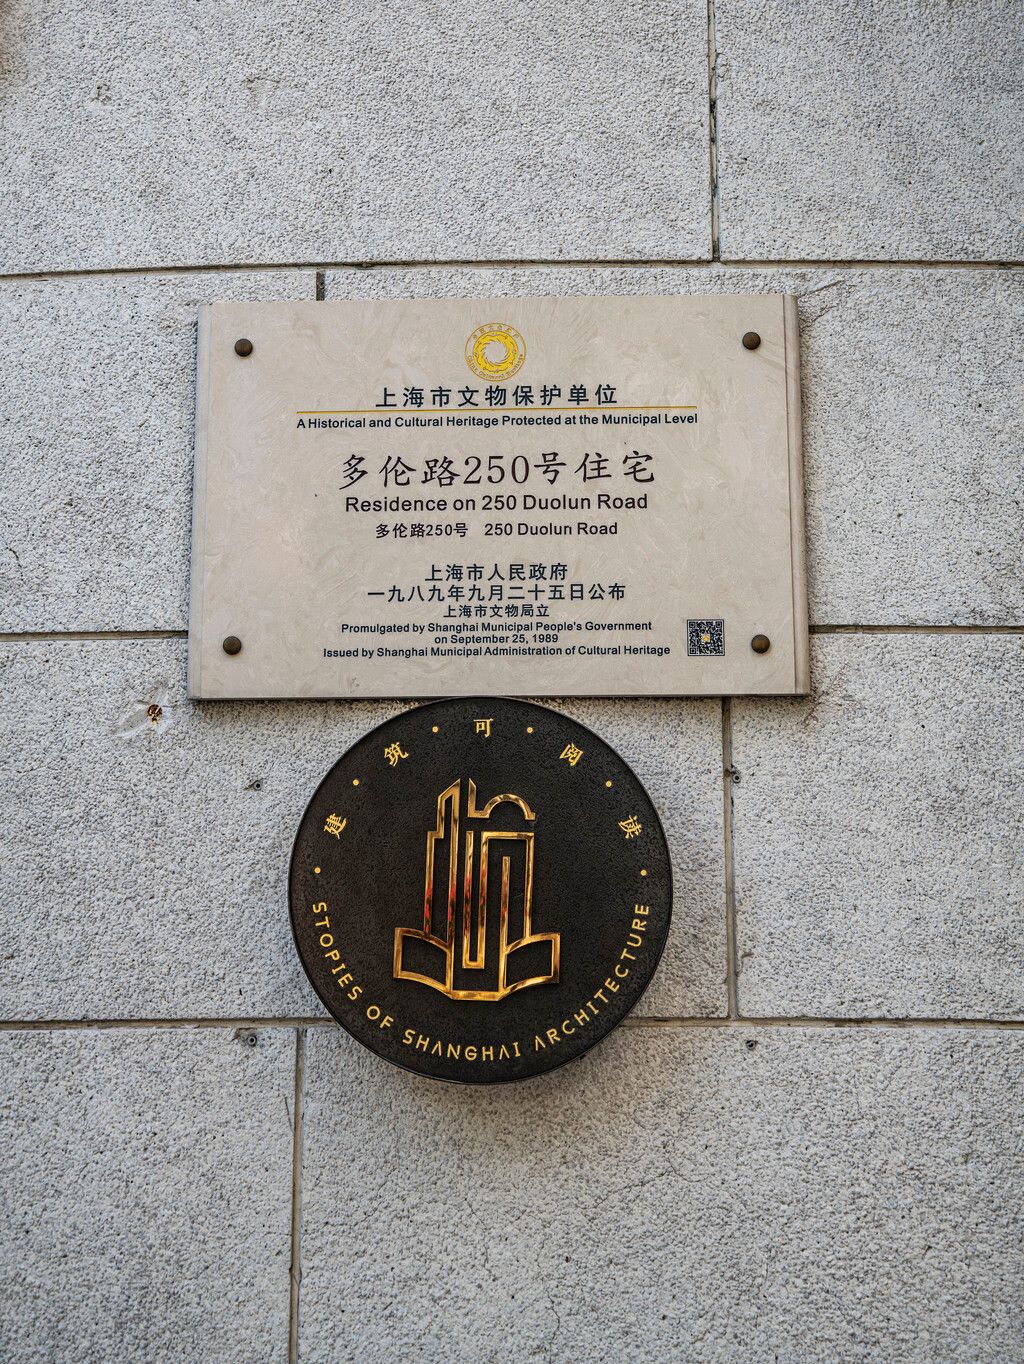 上海市文物保护单位
A Historical and Cultural Heritage Protected at the Municipal Level
多伦路250号住宅
Residence on 250 Duolun Road
多伦路250号 250 Duolun Road
上海市人民政府
一九八九年九月二十五日公布
上海市文物局立
Promulgated by Shanghai Municipal People's Government
on September 25, 1989
Issued by Shanghai Municipal Administration of Cultural Heritage
·建·筑·可·阅·读·
STOPIES OF SHANGHAI ARCHITECTURE